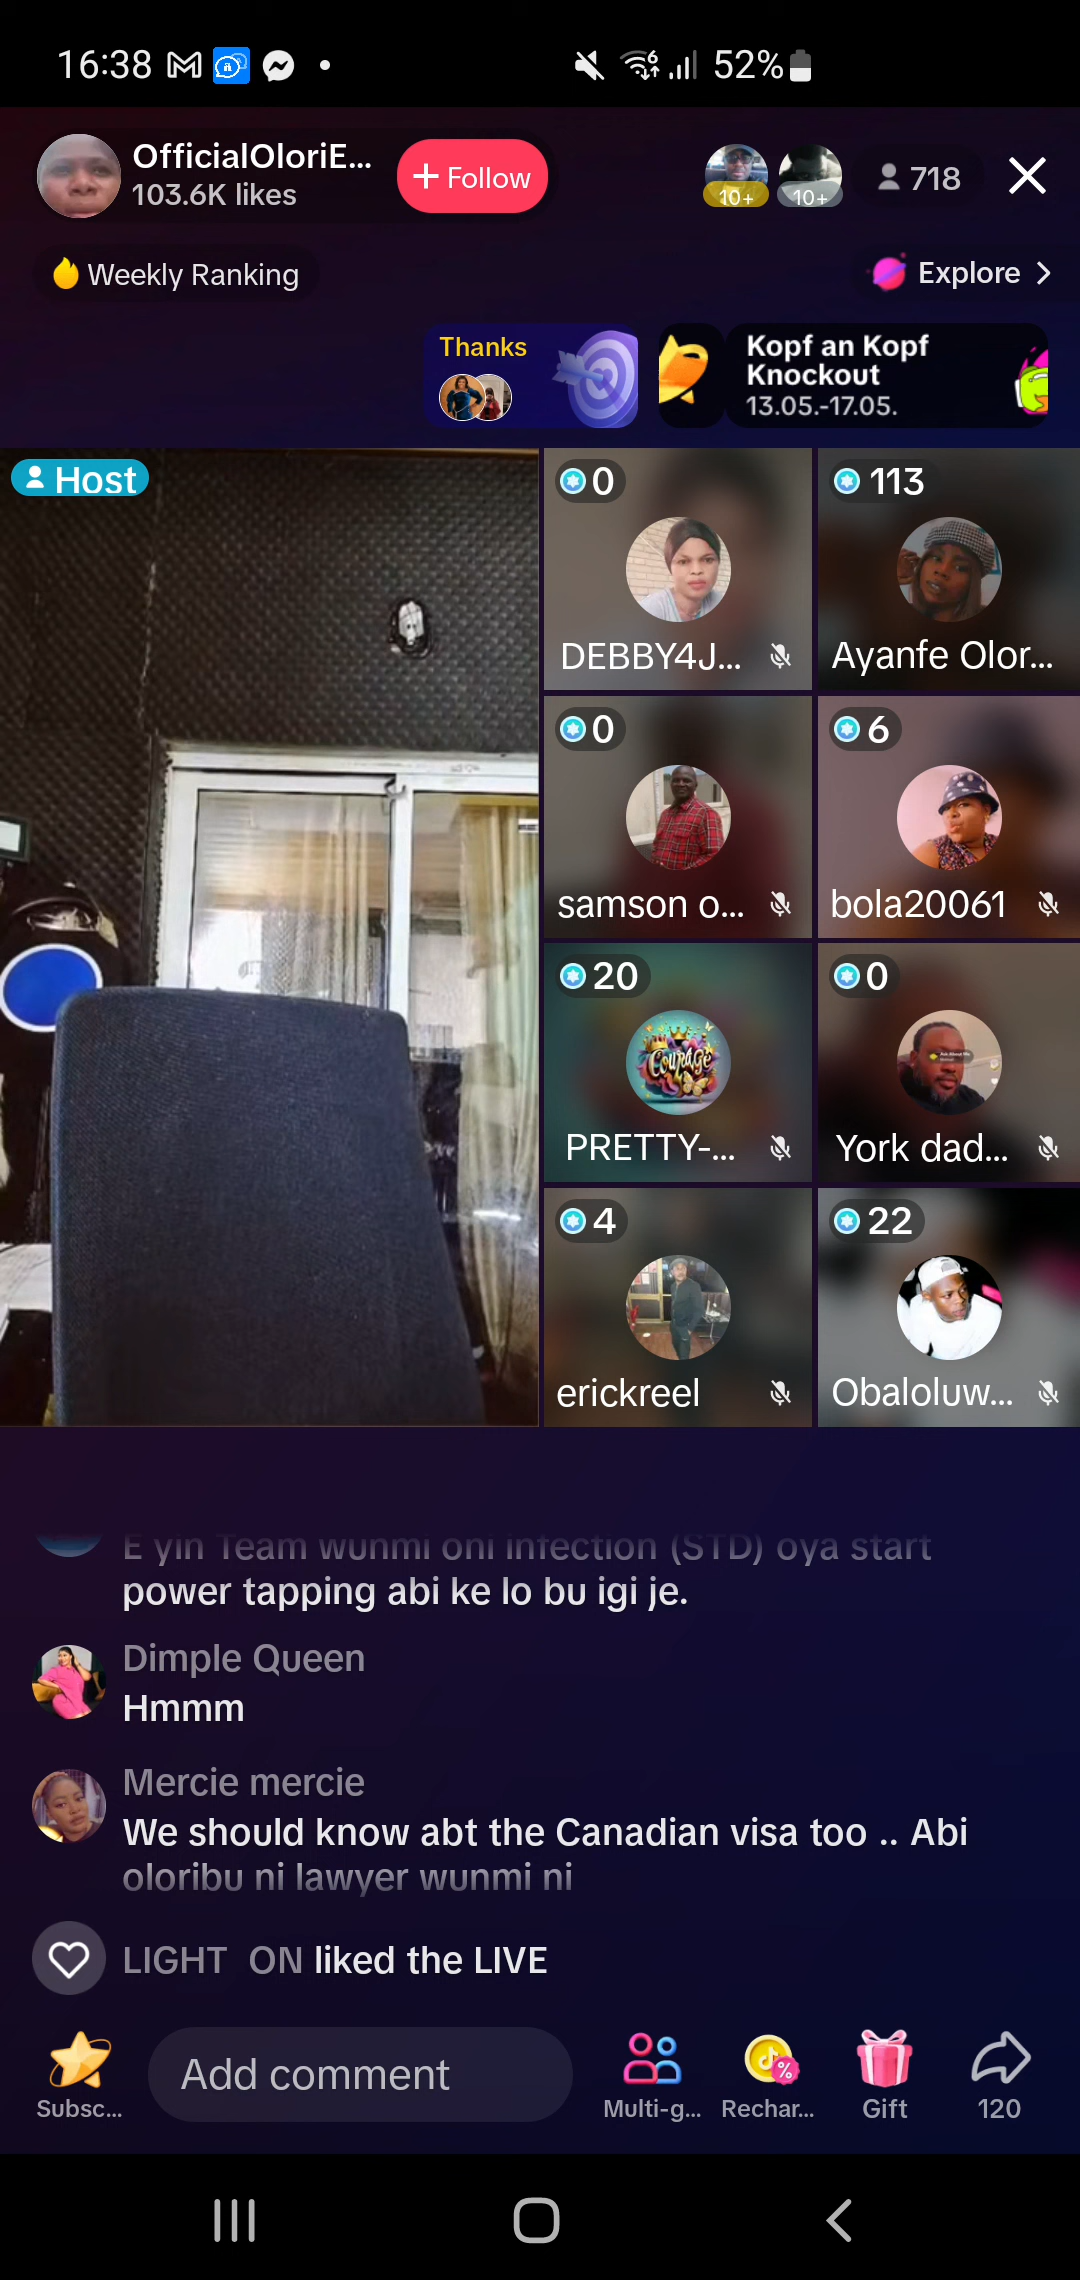 16:38
52%
OfficialOloriE...
103.6K likes
+ Follow
10+
10+
718
Weekly Ranking
Explore
Thanks
Kopf an Kopf
Knockout
13.05.-17.05.
Host
0
DEBBY4J...
113
Ayanfe Olor...
0
samson o...
6
bola20061
20
Courage
PRETTY-...
0
York dad...
4
erickreel
22
Obaloluw...
E yin Team wunmi oni infection (STD) oya start
power tapping abi ke lo bu igi je.
Dimple Queen
Hmmm
Mercie mercie
We should know abt the Canadian visa too .. Abi
oloribu ni lawyer wunmi ni
LIGHT ON liked the LIVE
Subsc...
Add comment
Multi-g...
Rechar...
Gift
120